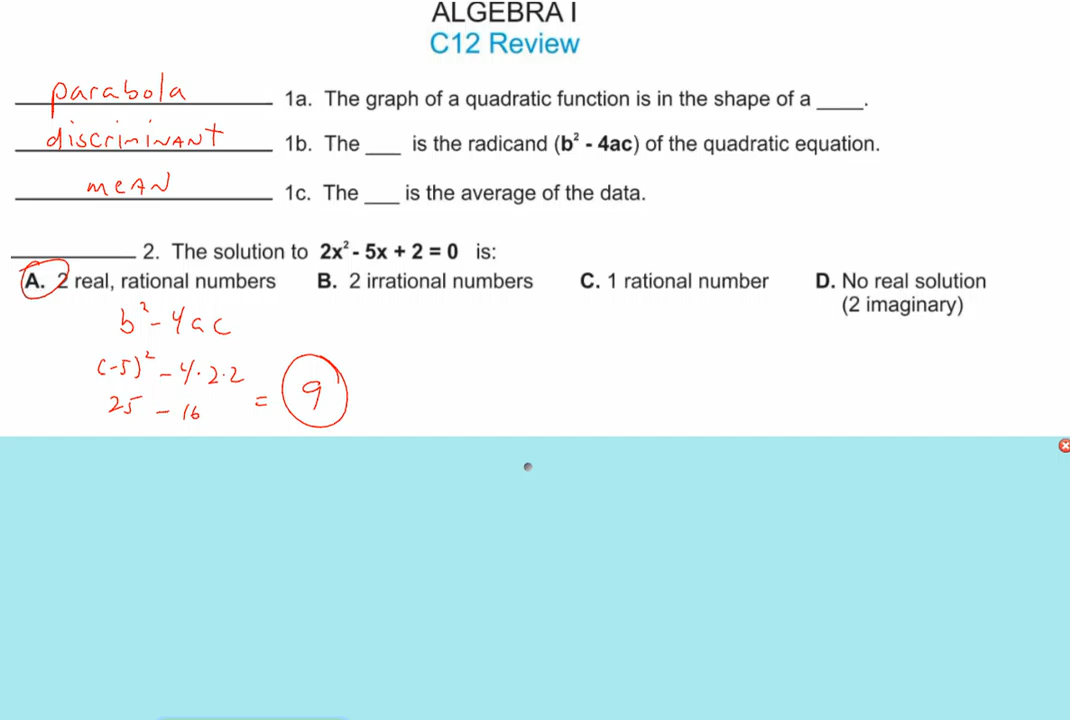 ALGEBRA I
C12 Review
parabola 1a. The graph of a quadratic function is in the shape of a ____.
discriminant 1b. The ___ is the radicand (b² - 4ac) of the quadratic equation.
mean 1c. The ___ is the average of the data.
2. The solution to 2x² - 5x + 2 = 0 is:
A. 2 real, rational numbers B. 2 irrational numbers C. 1 rational number D. No real solution
(2 imaginary)
b² - 4ac
(-5)² - 4·2·2
25 - 16 = 9